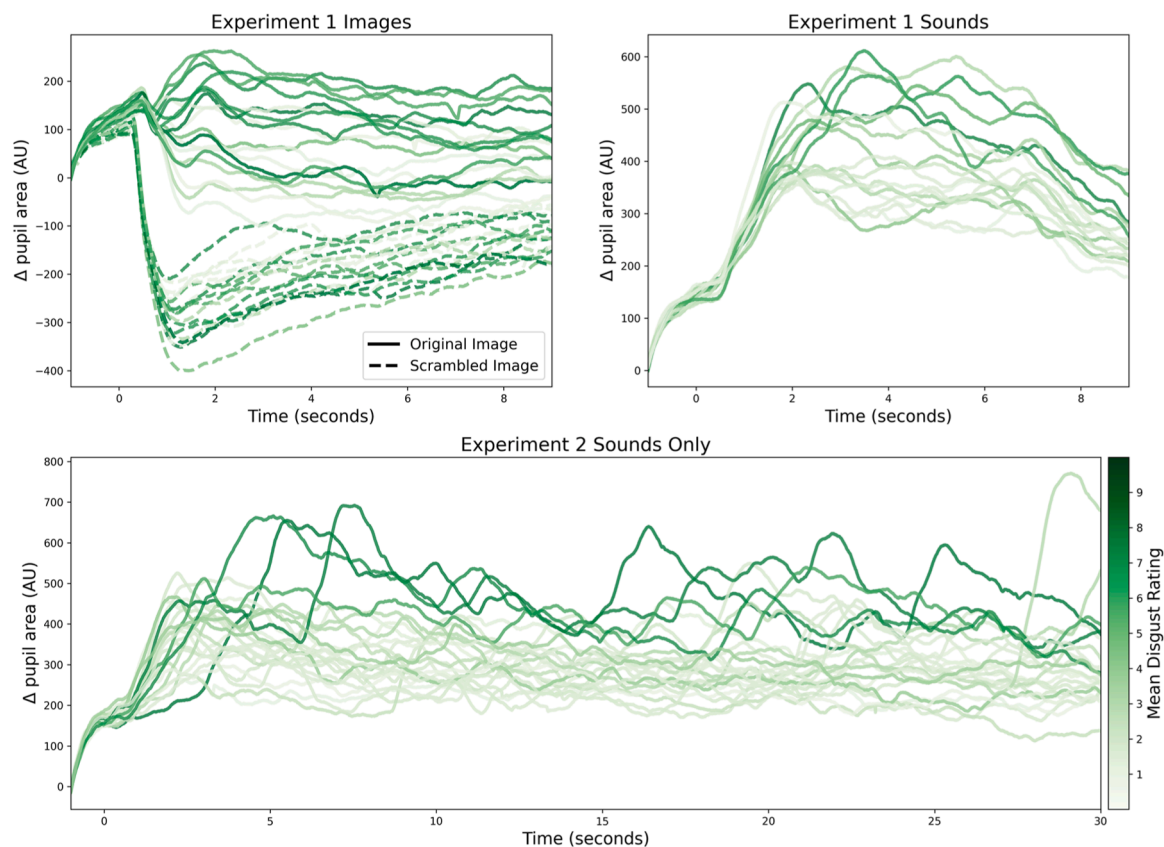 Experiment 1 Images
Δ pupil area (AU)
200
100
0
−100
−200
−300
−400
Original Image
Scrambled Image
0 2 4 6 8
Time (seconds)
Experiment 1 Sounds
Δ pupil area (AU)
600
500
400
300
200
100
0
0 2 4 6 8
Time (seconds)
Experiment 2 Sounds Only
Δ pupil area (AU)
800
700
600
500
400
300
200
100
0
0 5 10 15 20 25 30
Time (seconds)
9
8
7
6
5
4
3
2
1
Mean Disgust Rating